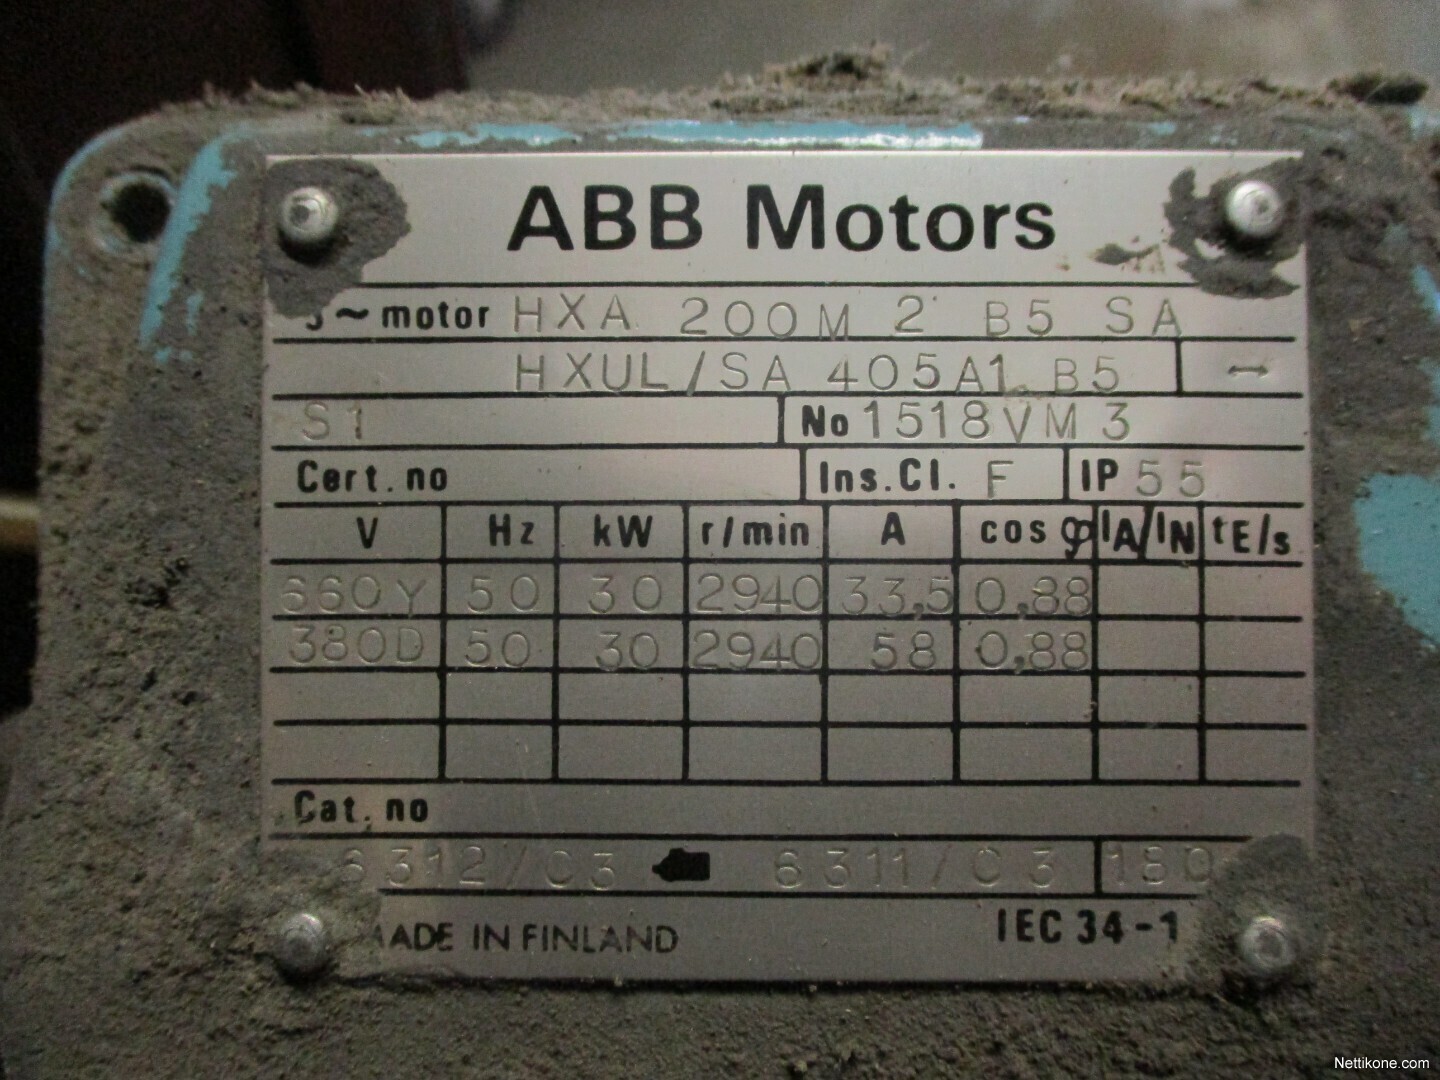 ABB Motors
3~motor HXA 200M 2 B5 SA
HXUL/SA 405A1 B5 ↔
S1 No 1518VM3
Cert. no Ins.Cl. F IP 55
V Hz kW r/min A cos φ IA/IN tE/s
660Y 50 30 2940 33,5 0,88
380D 50 30 2940 58 0,88
Cat. no
6312/C3 6311/C3 180
MADE IN FINLAND IEC 34-1
Nettikone.com